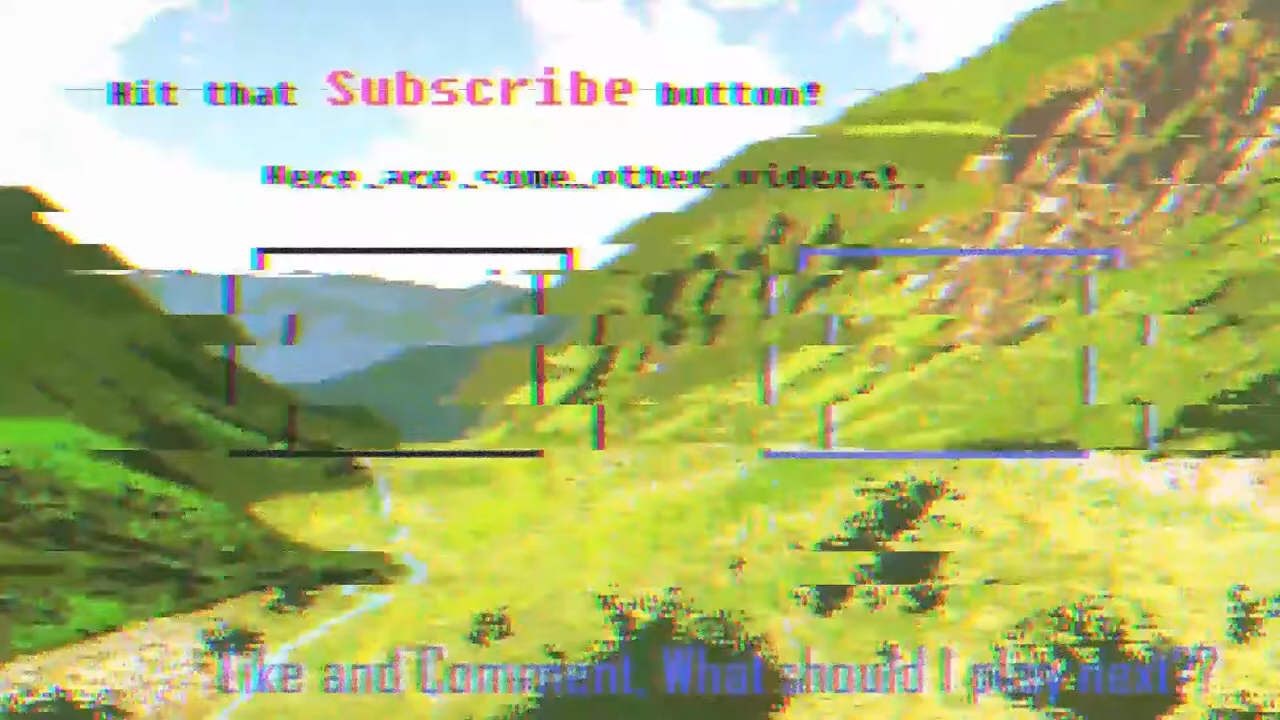 Hit that Subscribe button!
Here are some other videos!
Like and Comment. What should I play next??